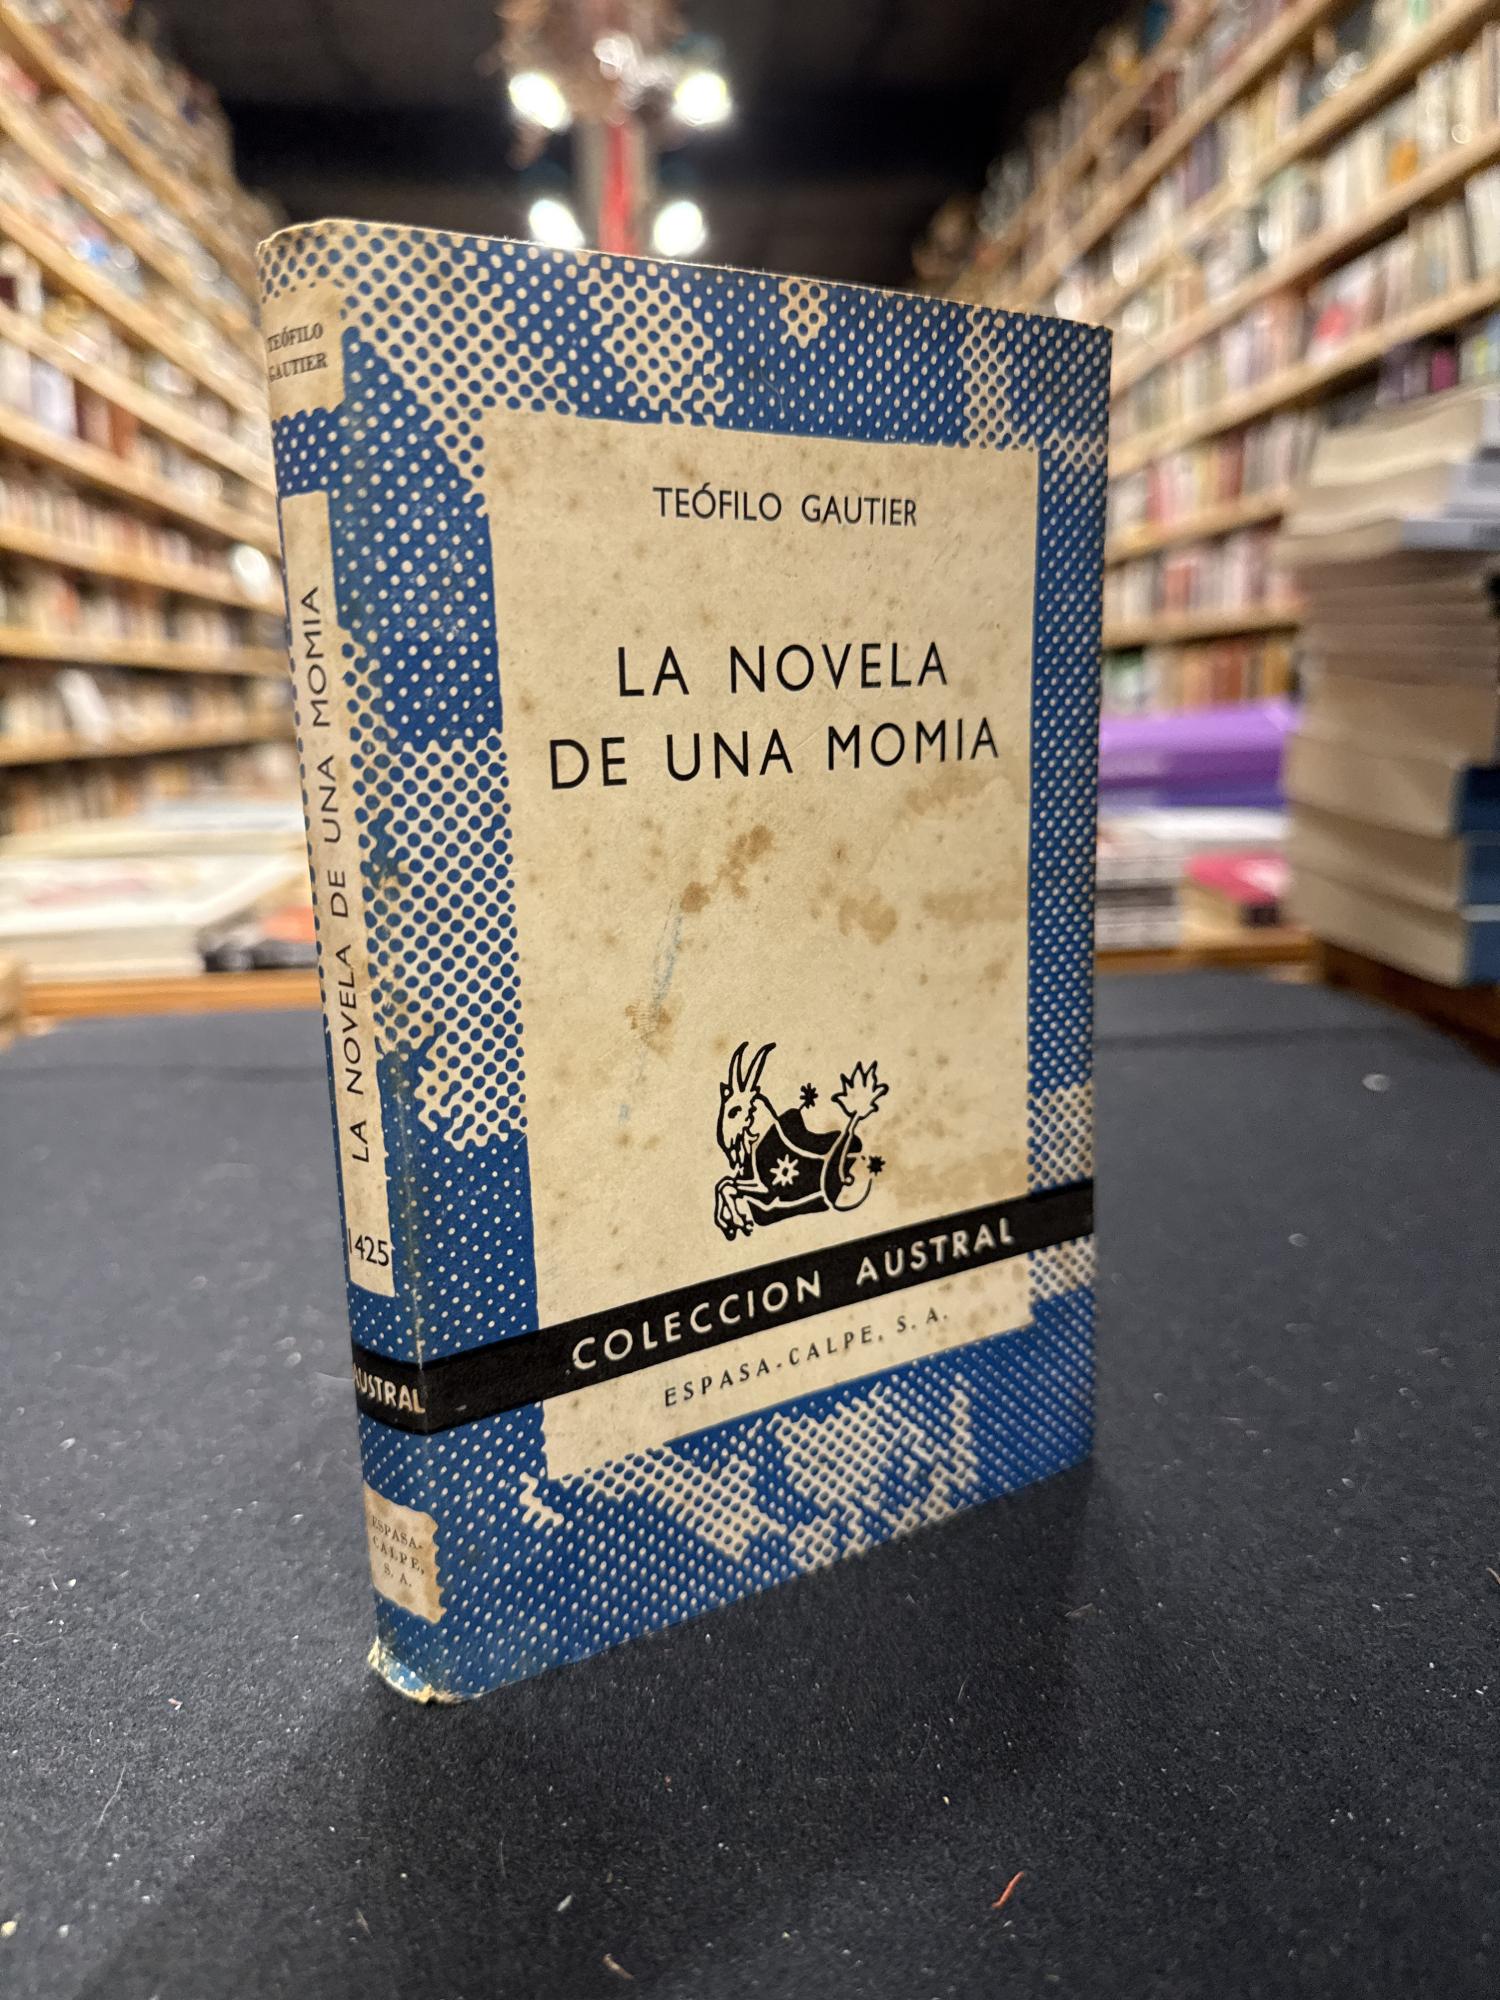 TEÓFILO
GAUTIER
LA NOVELA DE UNA MOMIA
1425
AUSTRAL
ESPASA-
CALPE,
S. A.
TEÓFILO GAUTIER
LA NOVELA
DE UNA MOMIA
COLECCION AUSTRAL
ESPASA-CALPE, S. A.